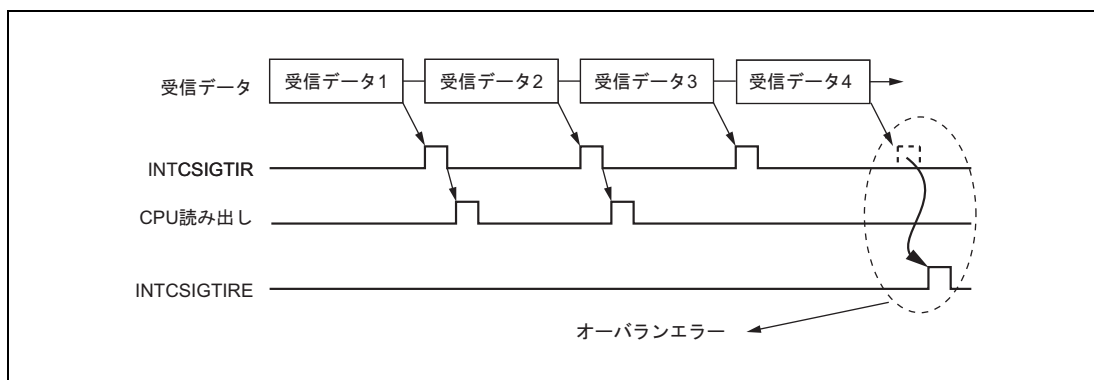 受信データ
受信データ1
受信データ2
受信データ3
受信データ4
INTCSIGTIR
CPU読み出し
INTCSIGTIRE
オーバランエラー